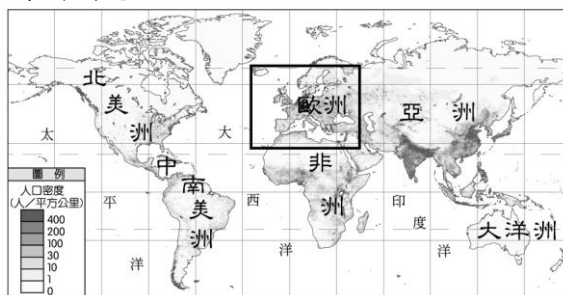 北美洲
歐洲
亞洲
太平洋
大西洋
中南美洲
非洲
印度洋
大洋洲
圖例
人口密度
(人／平方公里)
400
200
100
30
10
1
0